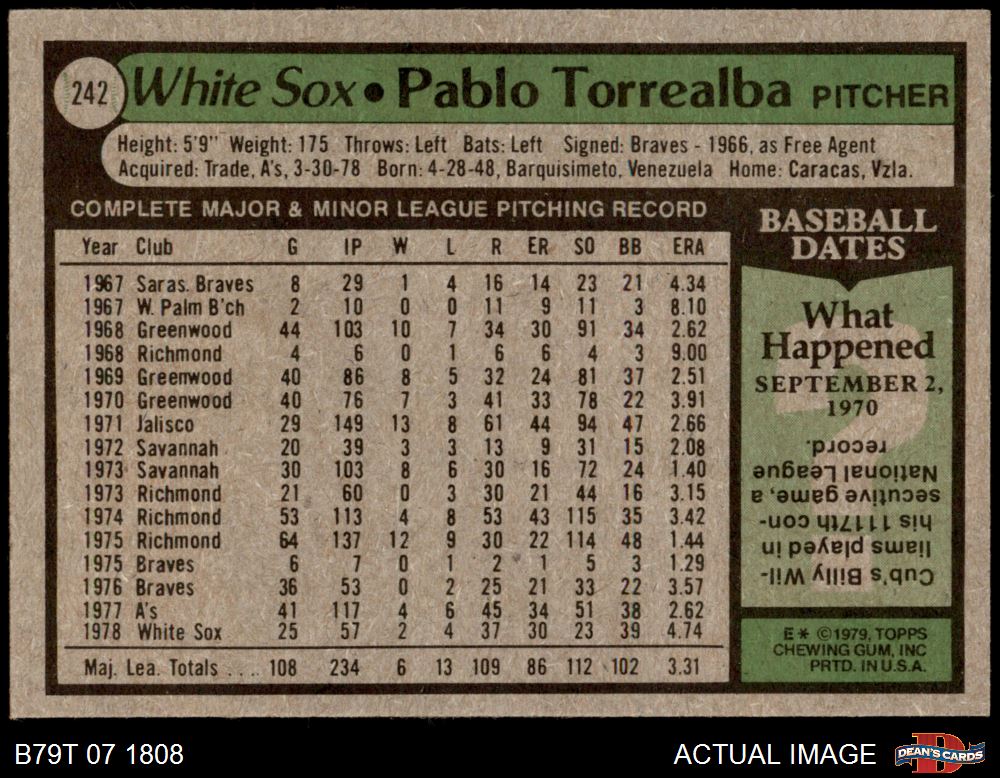 242 White Sox • Pablo Torrealba PITCHER
Height: 5'9" Weight: 175 Throws: Left Bats: Left Signed: Braves - 1966, as Free Agent
Acquired: Trade, A's, 3-30-78 Born: 4-28-48, Barquisimeto, Venezuela Home: Caracas, Vzla.
COMPLETE MAJOR & MINOR LEAGUE PITCHING RECORD
Year Club G IP W L R ER SO BB ERA
1967 Saras. Braves 8 29 1 4 16 14 23 21 4.34
1967 W. Palm B'ch 2 10 0 0 11 9 11 3 8.10
1968 Greenwood 44 103 10 7 34 30 91 34 2.62
1968 Richmond 4 6 0 1 6 6 4 3 9.00
1969 Greenwood 40 86 8 5 32 24 81 37 2.51
1970 Greenwood 40 76 7 3 41 33 78 22 3.91
1971 Jalisco 29 149 13 8 61 44 94 47 2.66
1972 Savannah 20 39 3 3 13 9 31 15 2.08
1973 Savannah 30 103 8 6 30 16 72 24 1.40
1973 Richmond 21 60 0 3 30 21 44 16 3.15
1974 Richmond 53 113 4 8 53 43 115 35 3.42
1975 Richmond 64 137 12 9 30 22 114 48 1.44
1975 Braves 6 7 0 1 2 1 5 3 1.29
1976 Braves 36 53 0 2 25 21 33 22 3.57
1977 A's 41 117 4 6 45 34 51 38 2.62
1978 White Sox 25 57 2 4 37 30 23 39 4.74
Maj. Lea. Totals .... 108 234 6 13 109 86 112 102 3.31
BASEBALL
DATES
What
Happened
SEPTEMBER 2,
1970
Cub's Billy Wil-
liams played in
his 1117th con-
secutive game, a
National League
record.
E* ©1979, TOPPS
CHEWING GUM, INC
PRTD. IN U.S.A.
B79T 07 1808
ACTUAL IMAGE
DEAN'S CARDS